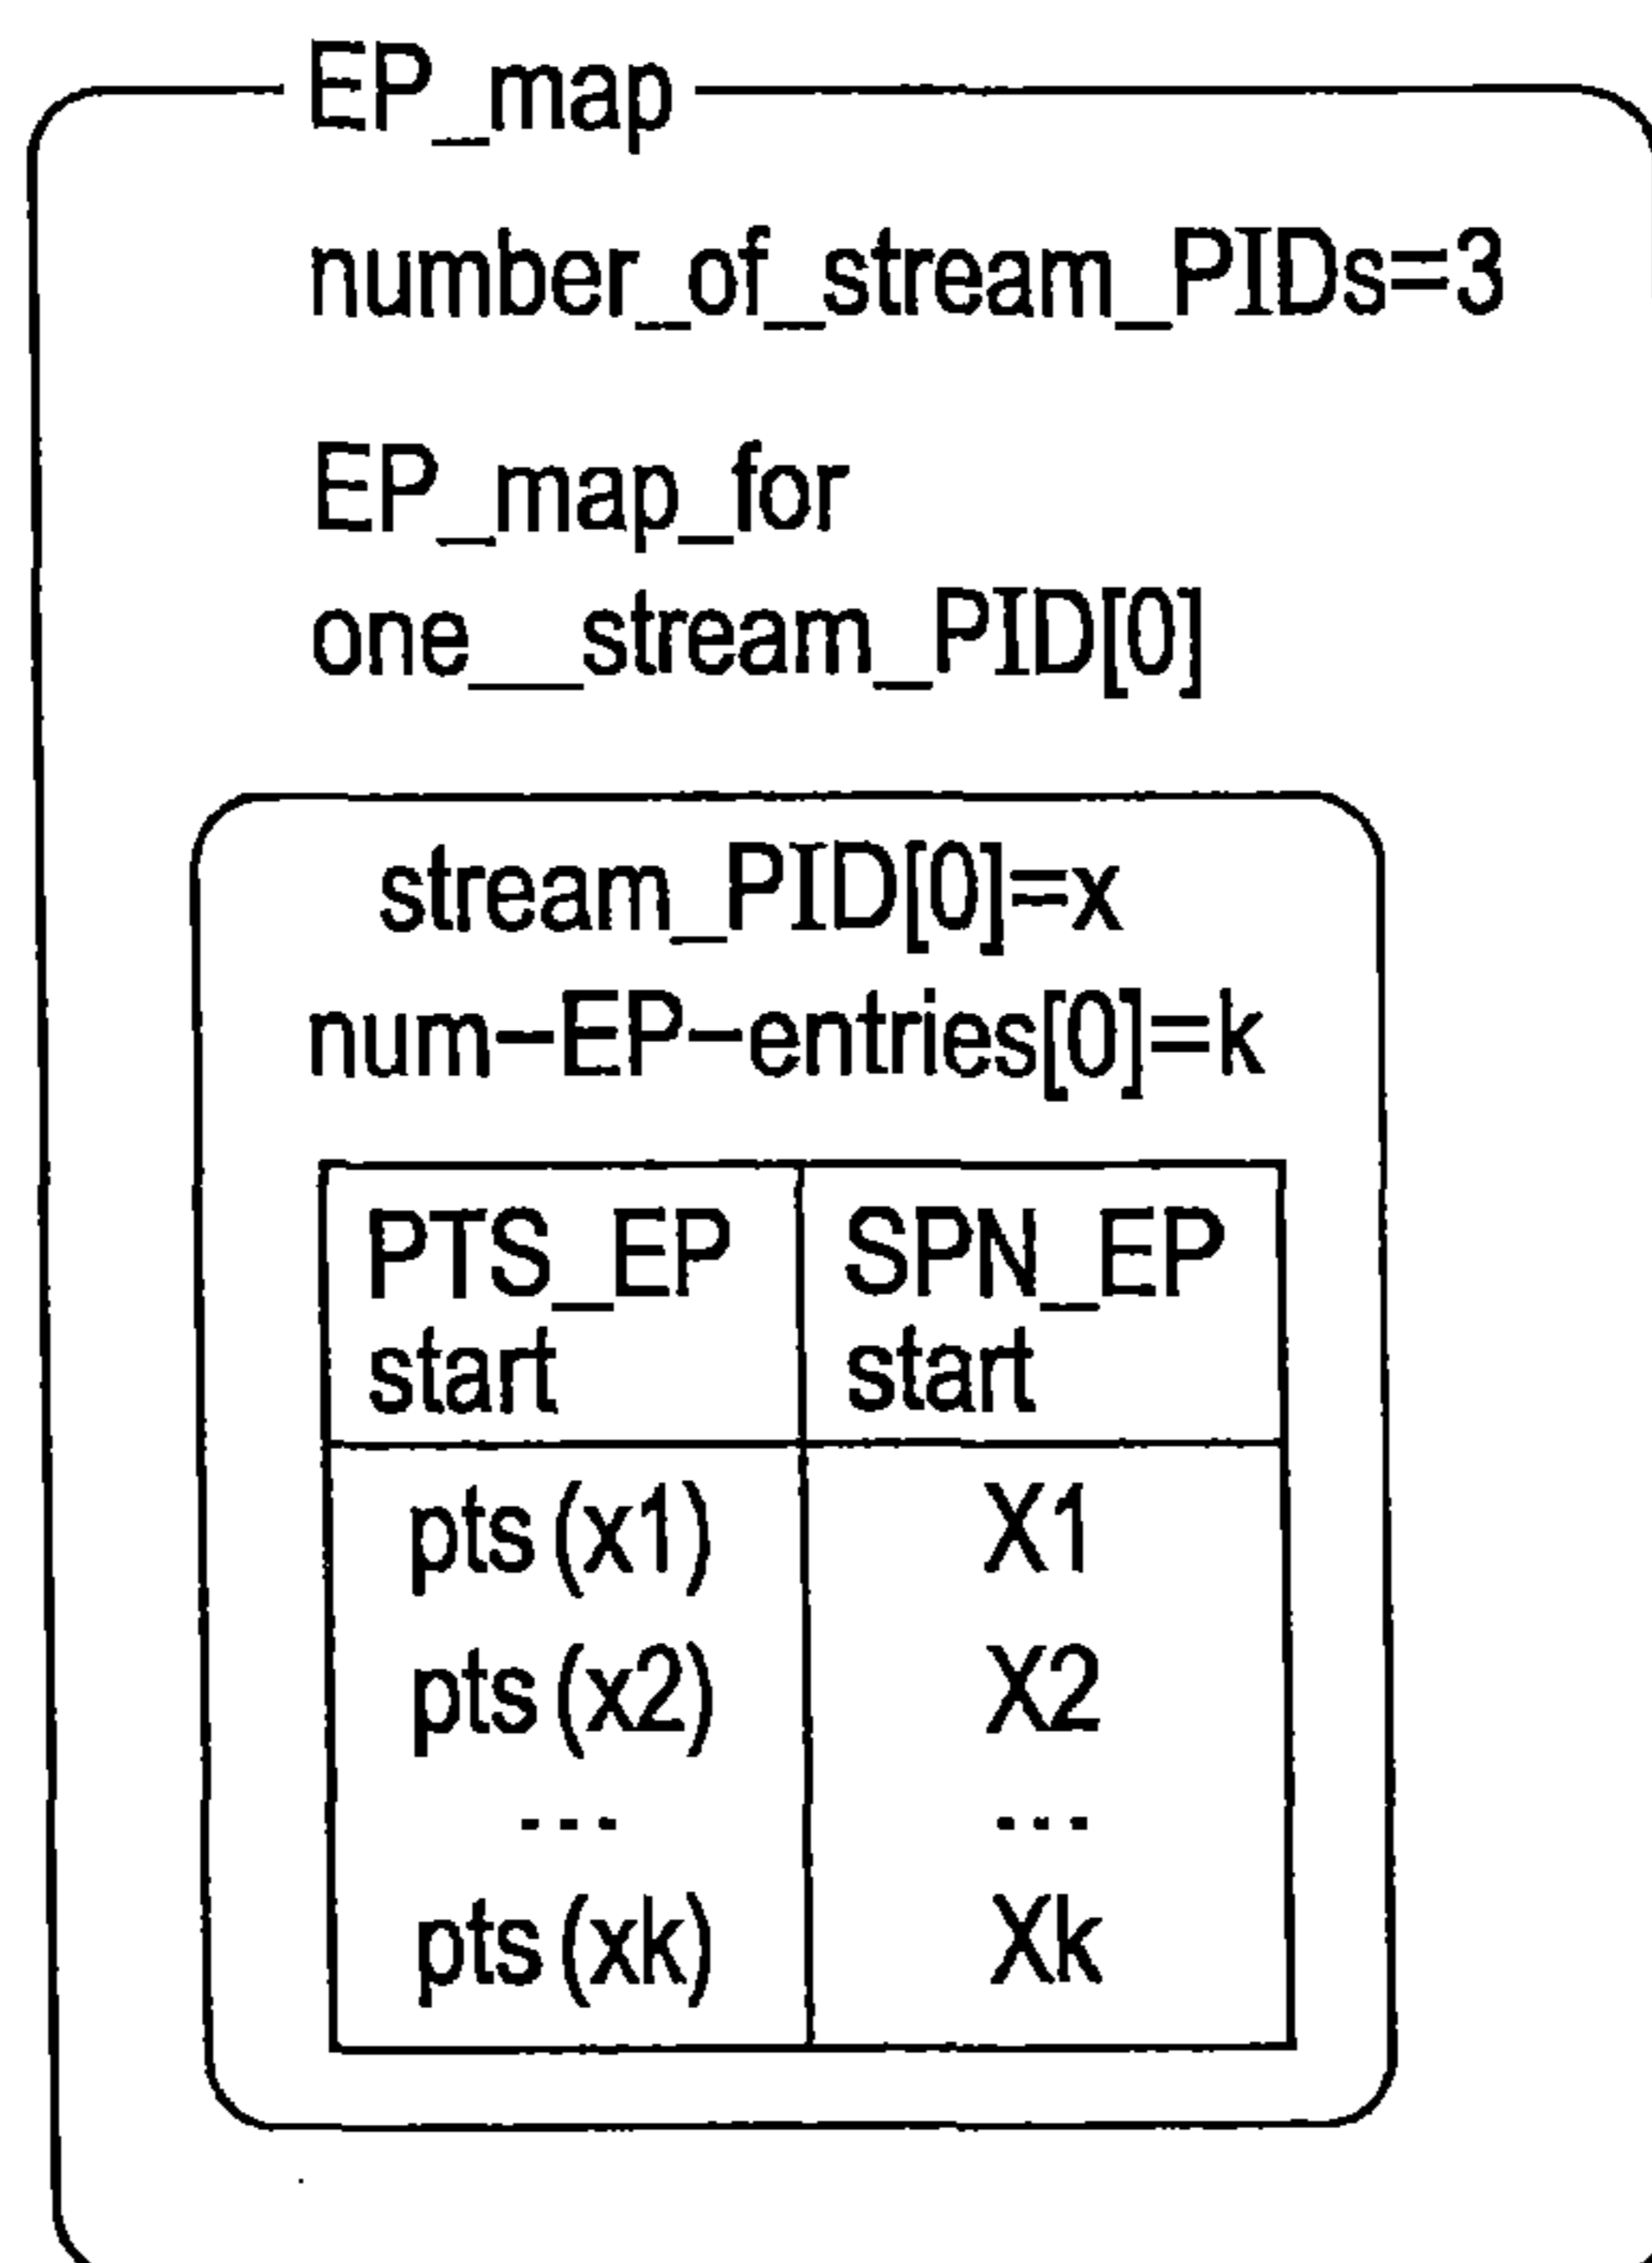 EP_map
number_of_stream_PIDs=3
EP_map_for
one__stream_PID[0]
stream_PID[0]=x
num-EP-entries[0]=k
PTS_EP SPN_EP
start start
pts(x1) X1
pts(x2) X2
... ...
pts(xk) Xk